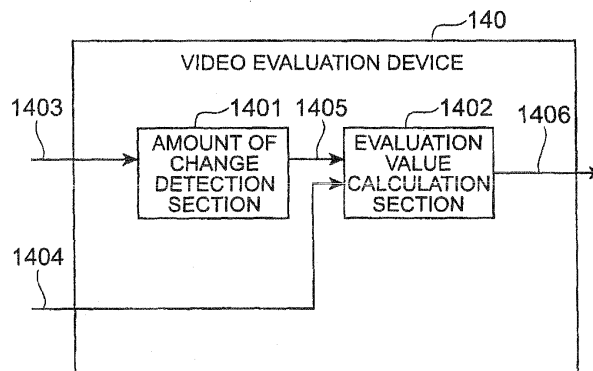 140
VIDEO EVALUATION DEVICE
1403
1401
1405
1402
1406
AMOUNT OF
CHANGE
DETECTION
SECTION
EVALUATION
VALUE
CALCULATION
SECTION
1404